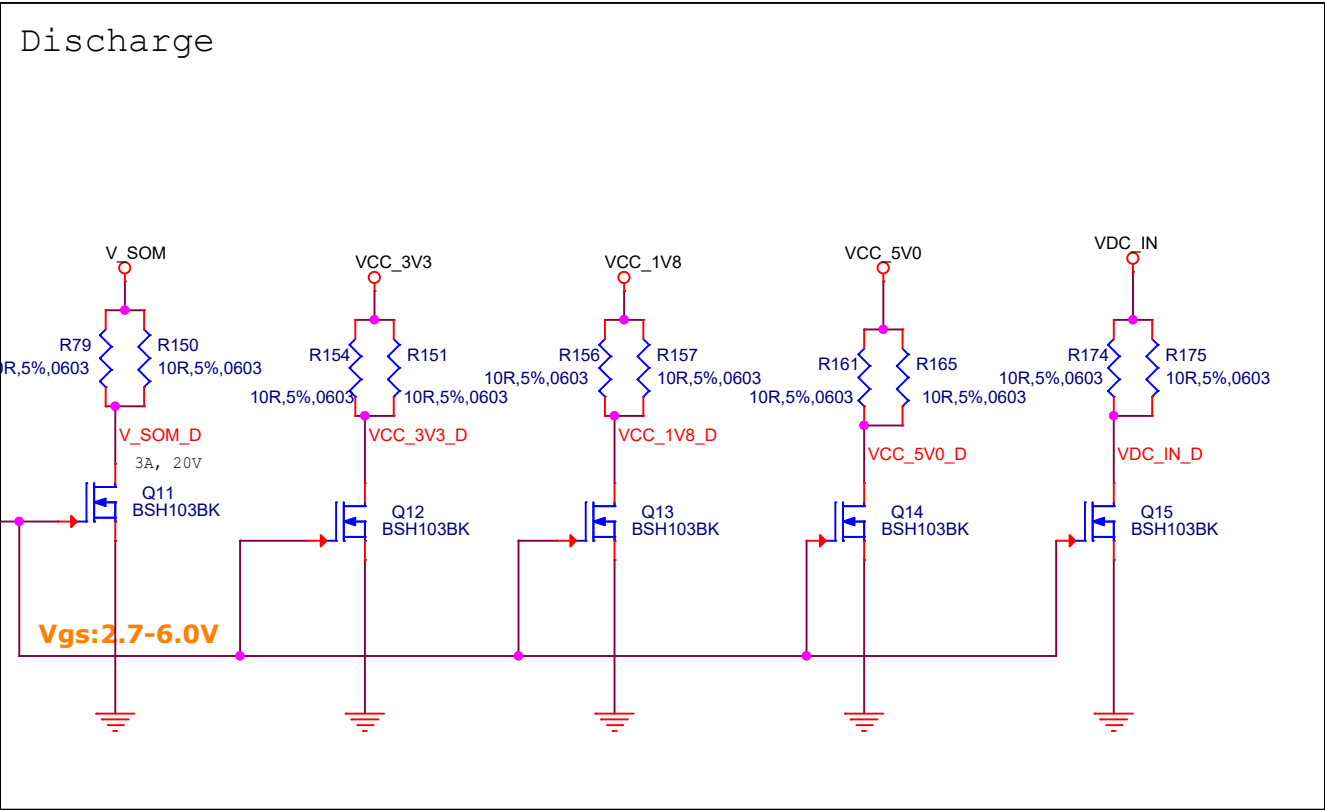 Discharge
V_SOM
VCC_3V3
VCC_1V8
VCC_5V0
VDC_IN
R79
R,5%,0603
R150
10R,5%,0603
R154
10R,5%,0603
R151
10R,5%,0603
R156
10R,5%,0603
R157
10R,5%,0603
R161
10R,5%,0603
R165
10R,5%,0603
R174
10R,5%,0603
R175
10R,5%,0603
V_SOM_D
VCC_3V3_D
VCC_1V8_D
VCC_5V0_D
VDC_IN_D
3A, 20V
Q11
BSH103BK
Q12
BSH103BK
Q13
BSH103BK
Q14
BSH103BK
Q15
BSH103BK
Vgs:2.7-6.0V